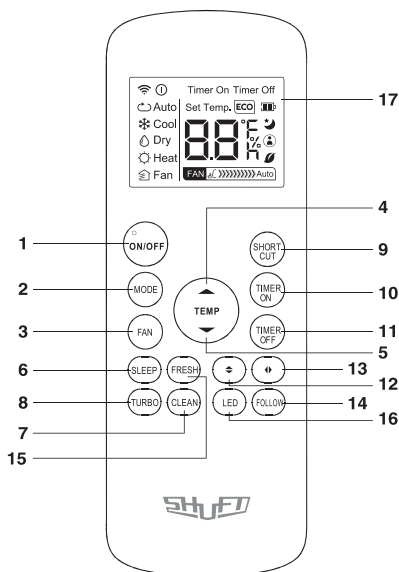 Timer On Timer Off
Auto Set Temp. ECO
Cool
88 °F
Dry
%
Heat
h
Fan FAN Auto
17
4
1 ON/OFF SHORT CUT 9
2 MODE TEMP TIMER ON 10
3 FAN TIMER OFF 11
5
6 SLEEP FRESH 13
12
8 TURBO CLEAN LED FOLLOW 14
7 16
15
SHUFT